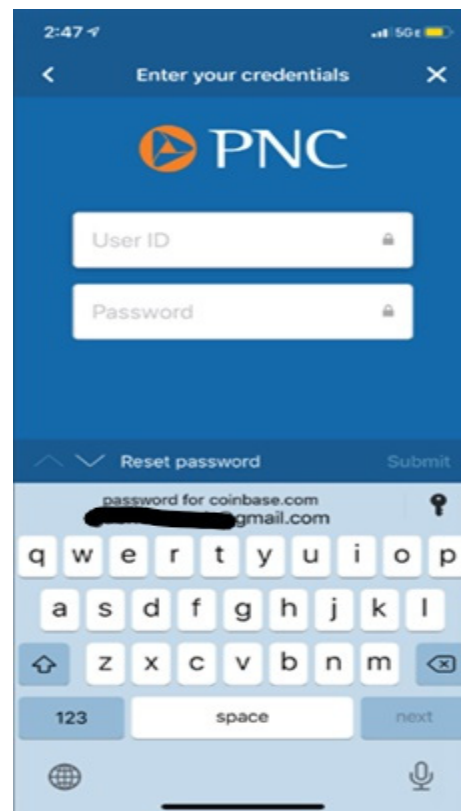 2:47
5G E
Enter your credentials
PNC
User ID
Password
Reset password
Submit
password for coinbase.com
@gmail.com
q w e r t y u i o p
a s d f g h j k l
z x c v b n m
123 space next